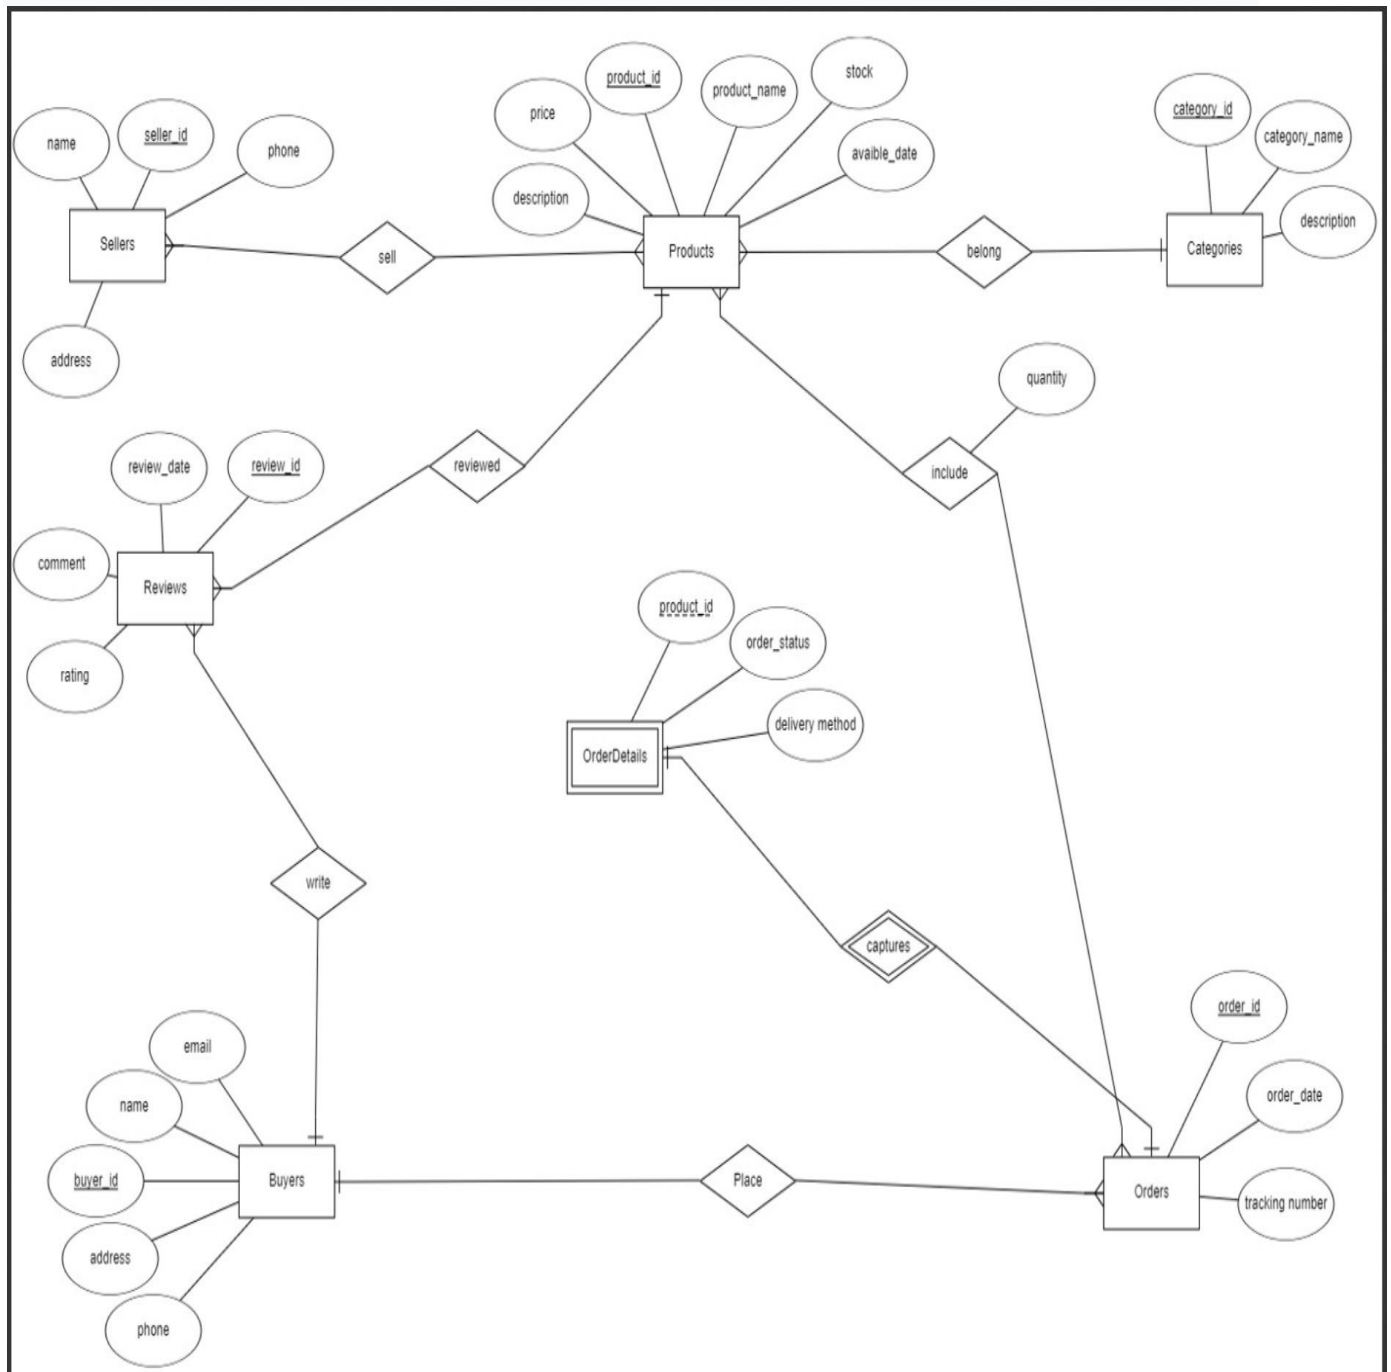 stock
product_id
product_name
price
category_id
seller_id
category_name
name
phone
avaible_date
description
description
Sellers
Products
Categories
sell
belong
address
quantity
review_date
review_id
reviewed
include
comment
Reviews
product_id
order_status
rating
delivery method
OrderDetails
write
captures
order_id
email
order_date
name
buyer_id
Buyers
Place
Orders
tracking number
address
phone